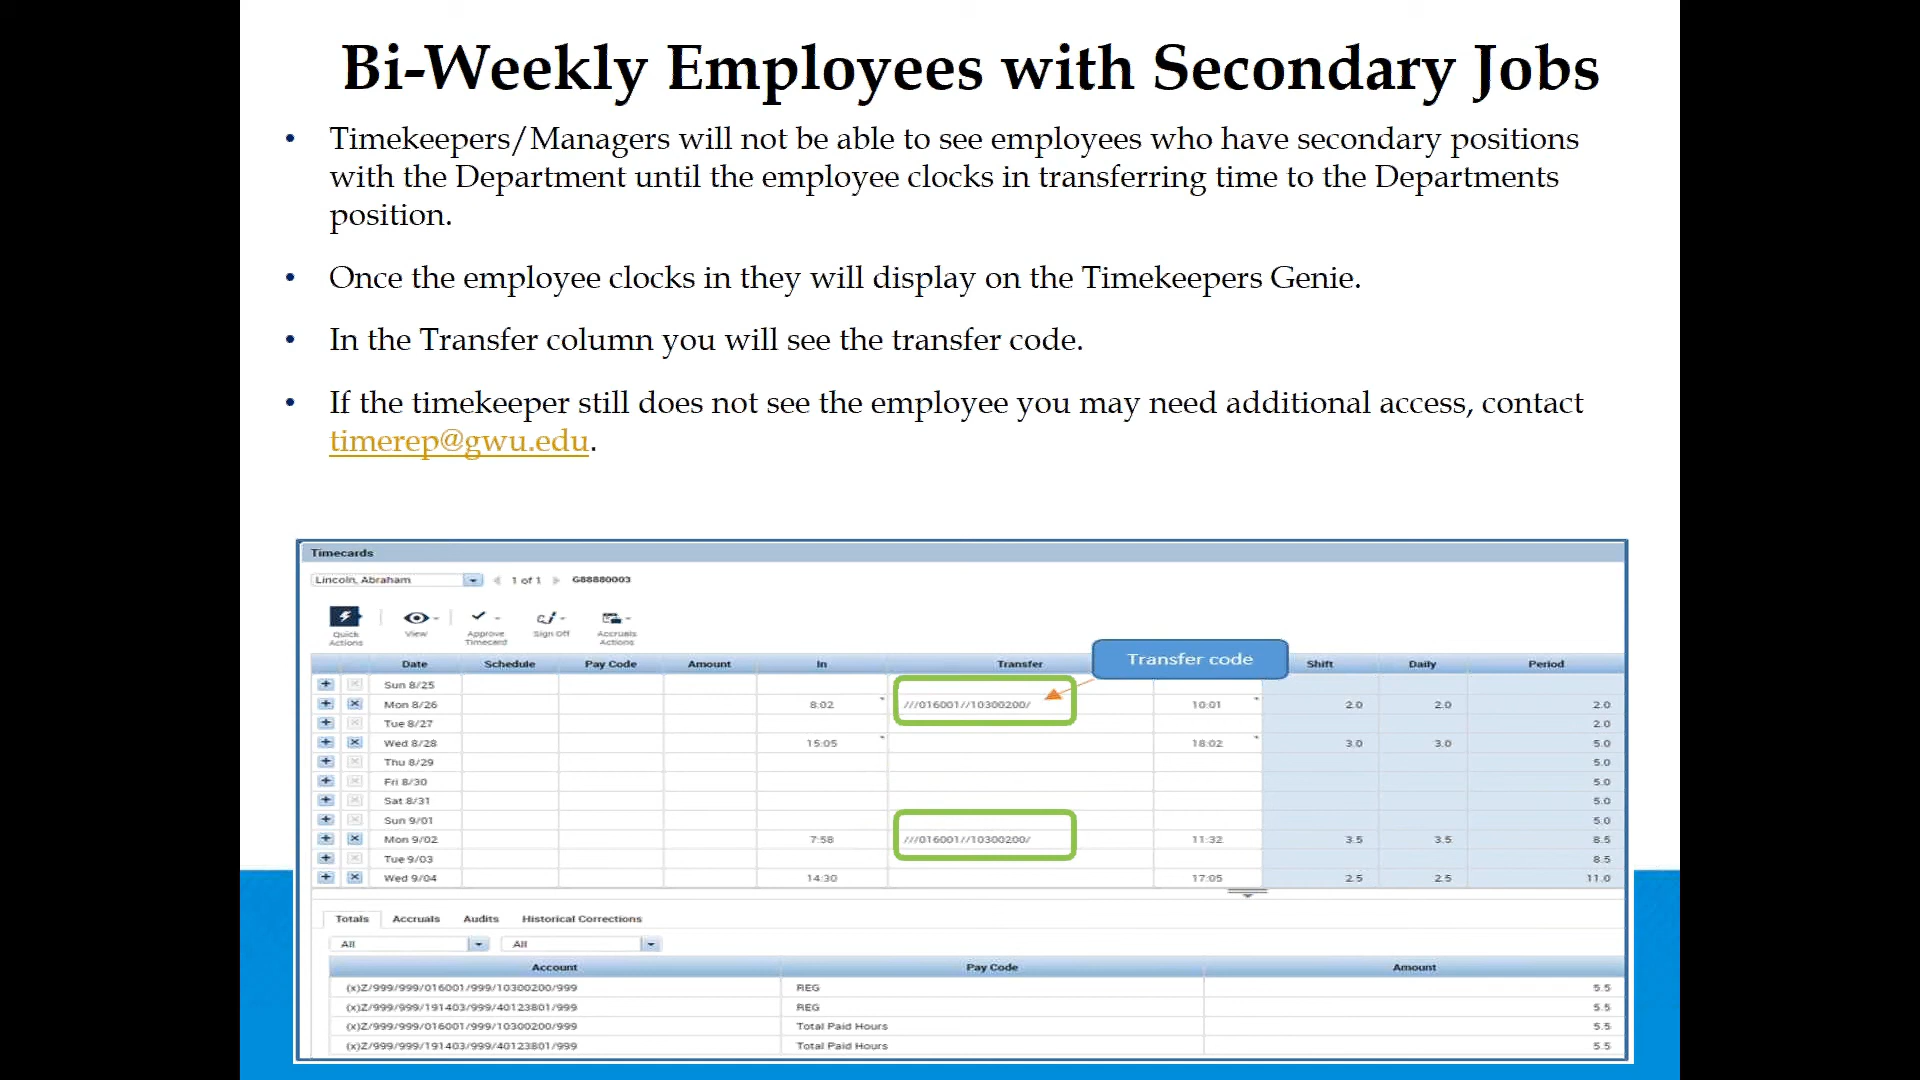 Bi-Weekly Employees with Secondary Jobs
• Timekeepers/Managers will not be able to see employees who have secondary positions
with the Department until the employee clocks in transferring time to the Departments
position.
• Once the employee clocks in they will display on the Timekeepers Genie.
• In the Transfer column you will see the transfer code.
• If the timekeeper still does not see the employee you may need additional access, contact
timerep@gwu.edu.
Timecards
Lincoln, Abraham 1 of 1 G88880003
Quick Actions View Approve Timecard Sign Off Accruals Actions
Transfer code
Date Schedule Pay Code Amount In Transfer Shift Daily Period
Sun 8/25
Mon 8/26 8:02 ///016001//10300200/ 10:01 2.0 2.0 2.0
Tue 8/27 2.0
Wed 8/28 15:05 18:02 3.0 3.0 5.0
Thu 8/29 5.0
Fri 8/30 5.0
Sat 8/31 5.0
Sun 9/01 5.0
Mon 9/02 7:58 ///016001//10300200/ 11:32 3.5 3.5 8.5
Tue 9/03 8.5
Wed 9/04 14:30 17:05 2.5 2.5 11.0
Totals Accruals Audits Historical Corrections
All All
Account Pay Code Amount
(x)Z/999/999/016001/999/10300200/999 REG 5.5
(x)Z/999/999/191403/999/40123801/999 REG 5.5
(x)Z/999/999/016001/999/10300200/999 Total Paid Hours 5.5
(x)Z/999/999/191403/999/40123801/999 Total Paid Hours 5.5